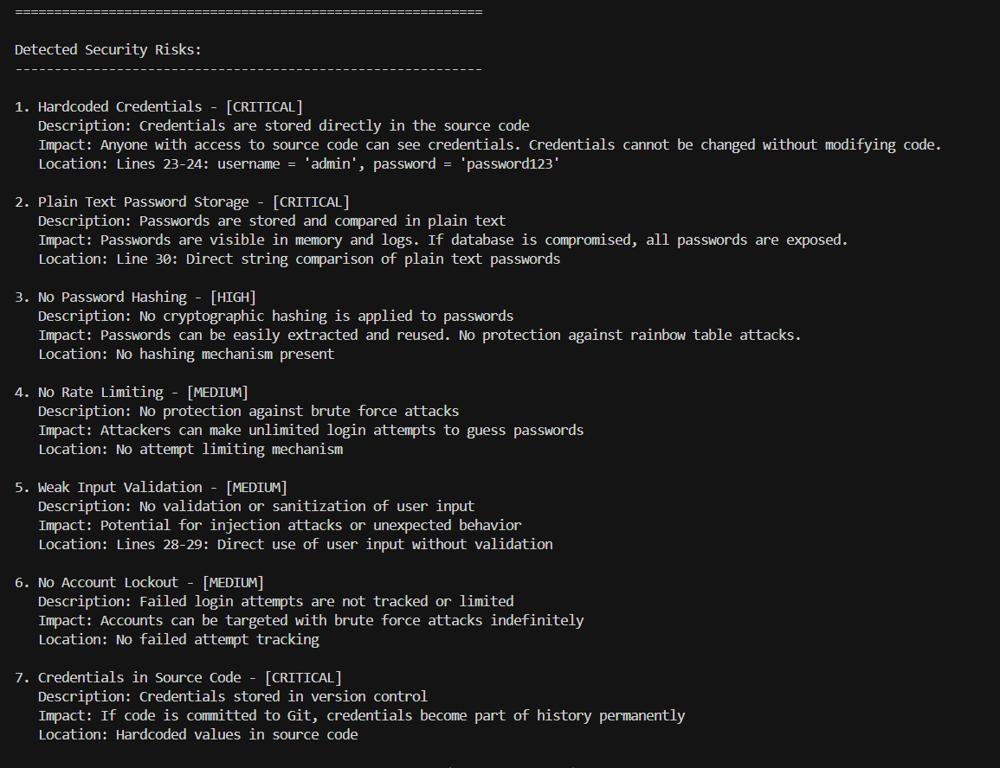 ============================================================
Detected Security Risks:
------------------------------------------------------------
1. Hardcoded Credentials - [CRITICAL]
Description: Credentials are stored directly in the source code
Impact: Anyone with access to source code can see credentials. Credentials cannot be changed without modifying code.
Location: Lines 23-24: username = 'admin', password = 'password123'
2. Plain Text Password Storage - [CRITICAL]
Description: Passwords are stored and compared in plain text
Impact: Passwords are visible in memory and logs. If database is compromised, all passwords are exposed.
Location: Line 30: Direct string comparison of plain text passwords
3. No Password Hashing - [HIGH]
Description: No cryptographic hashing is applied to passwords
Impact: Passwords can be easily extracted and reused. No protection against rainbow table attacks.
Location: No hashing mechanism present
4. No Rate Limiting - [MEDIUM]
Description: No protection against brute force attacks
Impact: Attackers can make unlimited login attempts to guess passwords
Location: No attempt limiting mechanism
5. Weak Input Validation - [MEDIUM]
Description: No validation or sanitization of user input
Impact: Potential for injection attacks or unexpected behavior
Location: Lines 28-29: Direct use of user input without validation
6. No Account Lockout - [MEDIUM]
Description: Failed login attempts are not tracked or limited
Impact: Accounts can be targeted with brute force attacks indefinitely
Location: No failed attempt tracking
7. Credentials in Source Code - [CRITICAL]
Description: Credentials stored in version control
Impact: If code is committed to Git, credentials become part of history permanently
Location: Hardcoded values in source code